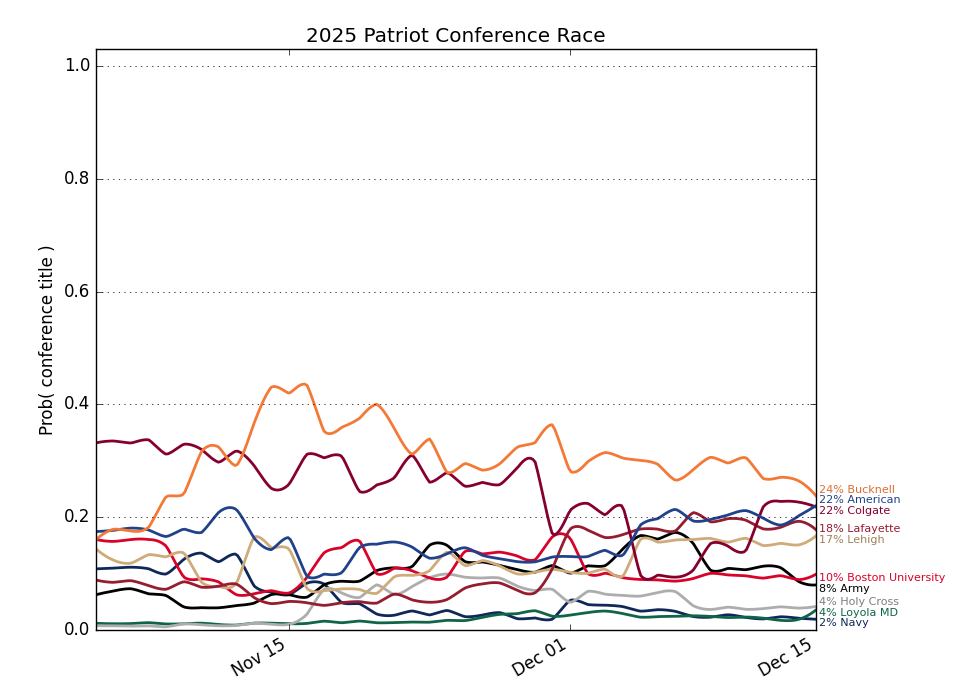 2025 Patriot Conference Race
Prob( conference title )
1.0
0.8
0.6
0.4
0.2
0.0
Nov 15
Dec 01
Dec 15
24% Bucknell
22% American
22% Colgate
18% Lafayette
17% Lehigh
10% Boston University
8% Army
4% Holy Cross
4% Loyola MD
2% Navy